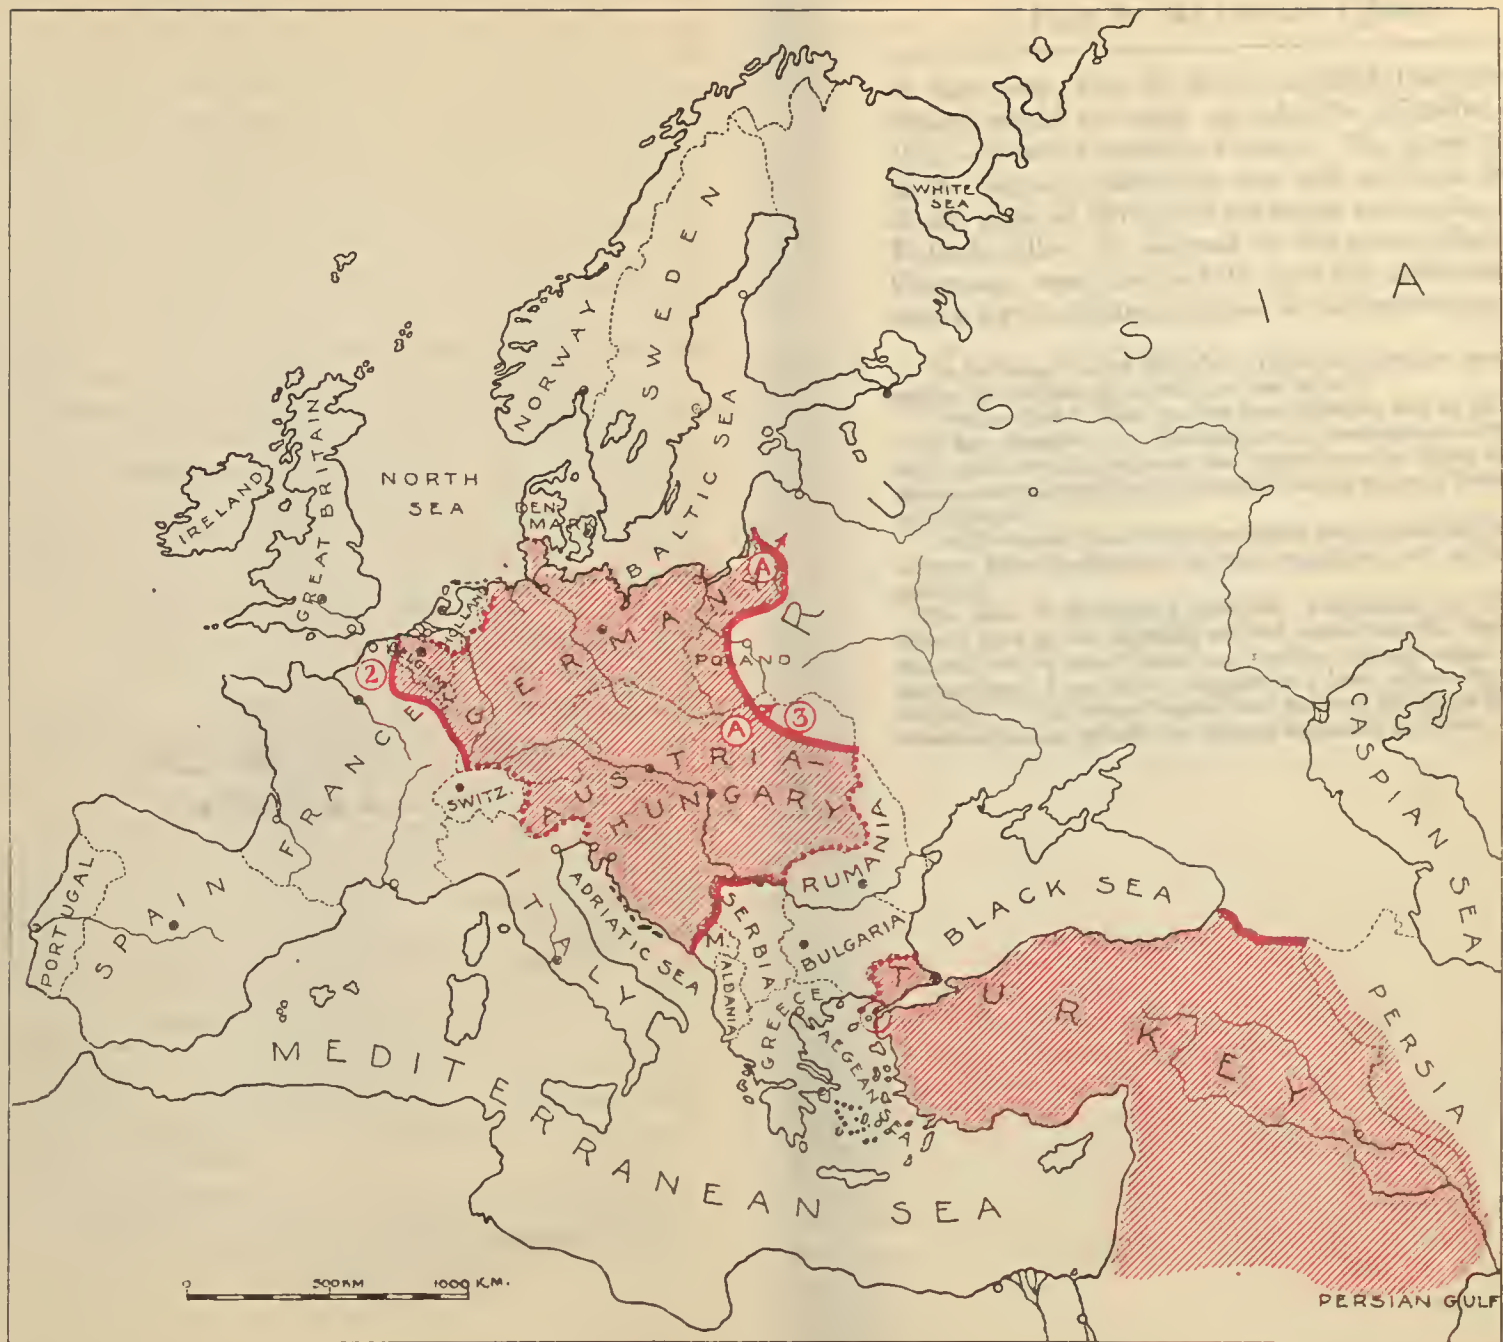 WHITE
SEA
RUSSIA
SWEDEN
NORWAY
NORTH
SEA
BALTIC SEA
DEN-
MARK
IRELAND
GREAT BRITAIN
HOLLAND
BELGIUM
GERMANY
POLAND
A
2
A
3
FRANCE
AUSTRIA-
HUNGARY
SWITZ.
RUMANIA
CASPIAN SEA
PORTUGAL
SPAIN
ITALY
ADRIATIC SEA
SERBIA
M.
ALBANIA
BULGARIA
BLACK SEA
GREECE
AEGEAN SEA
TURKEY
PERSIA
MEDITERRANEAN SEA
0 500 KM 1000 K.M.
PERSIAN GULF